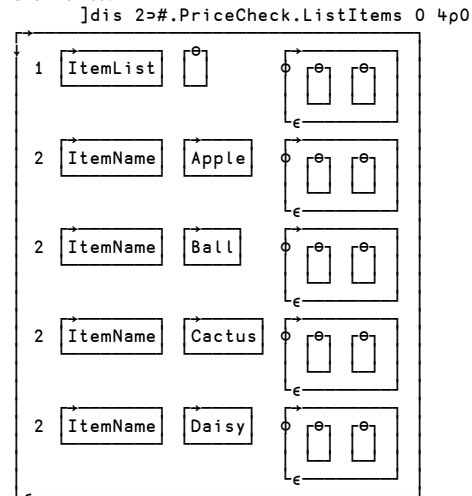 ]dis 2⊃#.PriceCheck.ListItems 0 4⍴0
1 ItemList
2 ItemName Apple
2 ItemName Ball
2 ItemName Cactus
2 ItemName Daisy